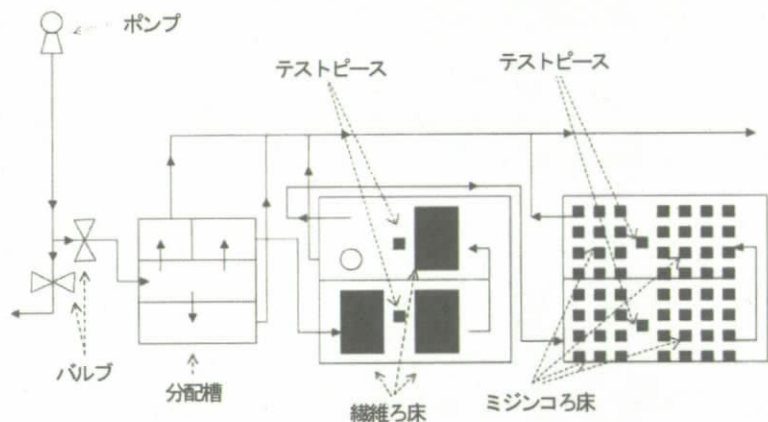 ポンプ
テストピース
テストピース
バルブ
分配槽
繊維ろ床
ミジンコろ床